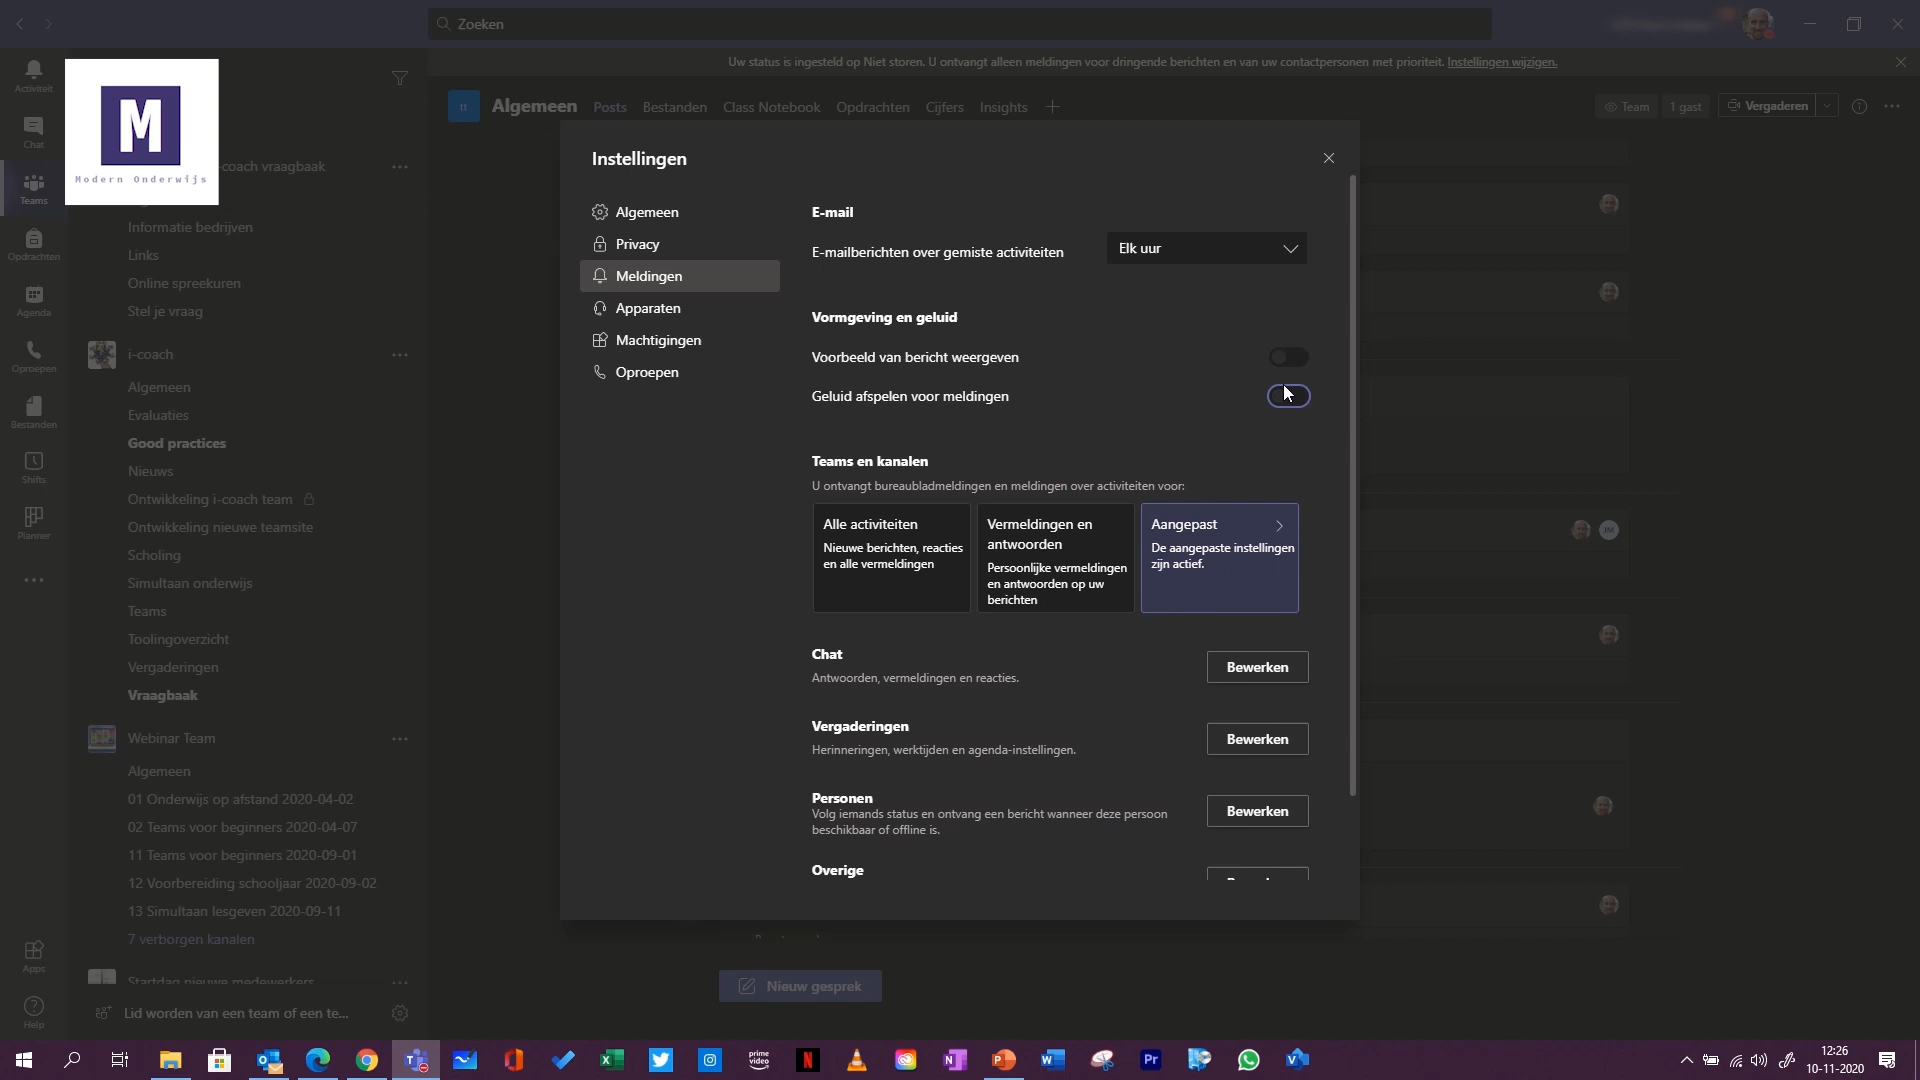 Zoeken
Uw status is ingesteld op Niet storen. U ontvangt alleen meldingen voor dringende berichten en van uw contactpersonen met prioriteit. Instellingen wijzigen.
Activiteit
Chat
Teams
Opdrachten
Agenda
Oproepen
Bestanden
Shifts
Planner
Apps
Help
M
Modern Onderwijs
-coach vraagbaak
Informatie bedrijven
Links
Online spreekuren
Stel je vraag
i-coach
Algemeen
Evaluaties
Good practices
Nieuws
Ontwikkeling i-coach team
Ontwikkeling nieuwe teamsite
Scholing
Simultaan onderwijs
Teams
Toolingoverzicht
Vergaderingen
Vraagbaak
Webinar Team
Algemeen
01 Onderwijs op afstand 2020-04-02
02 Teams voor beginners 2020-04-07
11 Teams voor beginners 2020-09-01
12 Voorbereiding schooljaar 2020-09-02
13 Simultaan lesgeven 2020-09-11
7 verborgen kanalen
Startdag nieuwe medewerkers
Lid worden van een team of een te...
11 Algemeen Posts Bestanden Class Notebook Opdrachten Cijfers Insights
Team 1 gast Vergaderen
Instellingen
Algemeen
Privacy
Meldingen
Apparaten
Machtigingen
Oproepen
E-mail
E-mailberichten over gemiste activiteiten Elk uur
Vormgeving en geluid
Voorbeeld van bericht weergeven
Geluid afspelen voor meldingen
Teams en kanalen
U ontvangt bureaubladmeldingen en meldingen over activiteiten voor:
Alle activiteiten
Nieuwe berichten, reacties
en alle vermeldingen
Vermeldingen en
antwoorden
Persoonlijke vermeldingen
en antwoorden op uw
berichten
Aangepast
De aangepaste instellingen
zijn actief.
Chat
Antwoorden, vermeldingen en reacties.
Bewerken
Vergaderingen
Herinneringen, werktijden en agenda-instellingen.
Bewerken
Personen
Volg iemands status en ontvang een bericht wanneer deze persoon
beschikbaar of offline is.
Bewerken
Overige
JM
Nieuw gesprek
prime
video
12:26
10-11-2020